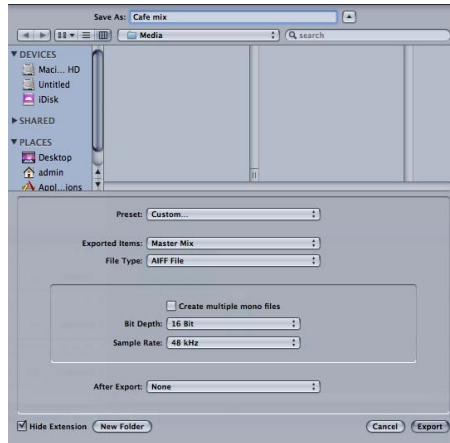 Save As: Cafe mix
Media
search
DEVICES
Maci... HD
Untitled
iDisk
SHARED
PLACES
Desktop
admin
Appl...ions
Preset: Custom...
Exported Items: Master Mix
File Type: AIFF File
Create multiple mono files
Bit Depth: 16 Bit
Sample Rate: 48 kHz
After Export: None
Hide Extension New Folder Cancel Export